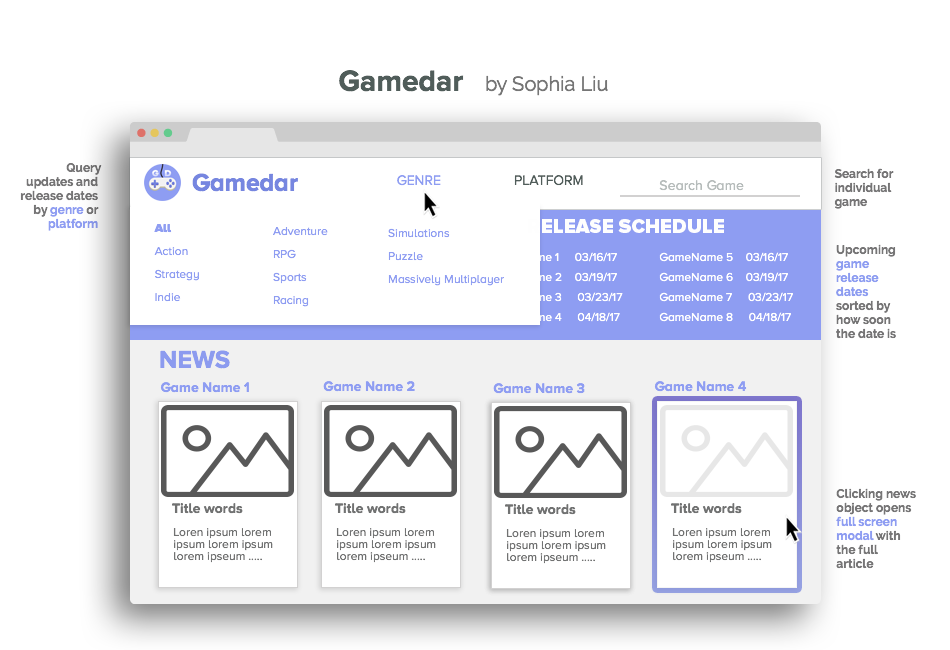 Gamedar by Sophia Liu
Query
updates and
release dates
by genre or
platform
Gamedar
GENRE
PLATFORM
Search Game
Search for
individual
game
All
Action
Strategy
Indie
Adventure
RPG
Sports
Racing
Simulations
Puzzle
Massively Multiplayer
ELEASE SCHEDULE
me 1 03/16/17 GameName 5 03/16/17
me 2 03/19/17 GameName 6 03/19/17
me 3 03/23/17 GameName 7 03/23/17
me 4 04/18/17 GameName 8 04/18/17
Upcoming
game
release
dates
sorted by
how soon
the date is
NEWS
Game Name 1
Title words
Lorem ipsum lorem
ipsum lorem ipsum
lorem ipseum .....
Game Name 2
Title words
Lorem ipsum lorem
ipsum lorem ipsum
lorem ipseum .....
Game Name 3
Title words
Lorem ipsum lorem
ipsum lorem ipsum
lorem ipseum .....
Game Name 4
Title words
Lorem ipsum lorem
ipsum lorem ipsum
lorem ipseum .....
Clicking news
object opens
full screen
modal with
the full
article